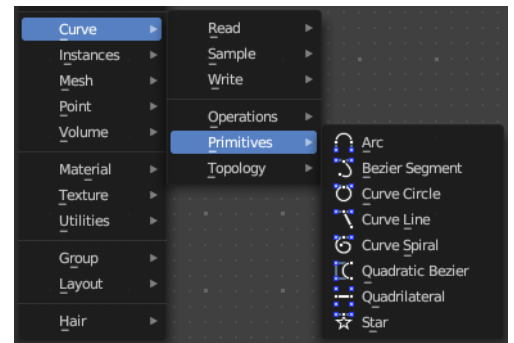 Curve
Instances
Mesh
Point
Volume
Material
Texture
Utilities
Group
Layout
Hair
Read
Sample
Write
Operations
Primitives
Topology
Arc
Bezier Segment
Curve Circle
Curve Line
Curve Spiral
Quadratic Bezier
Quadrilateral
Star